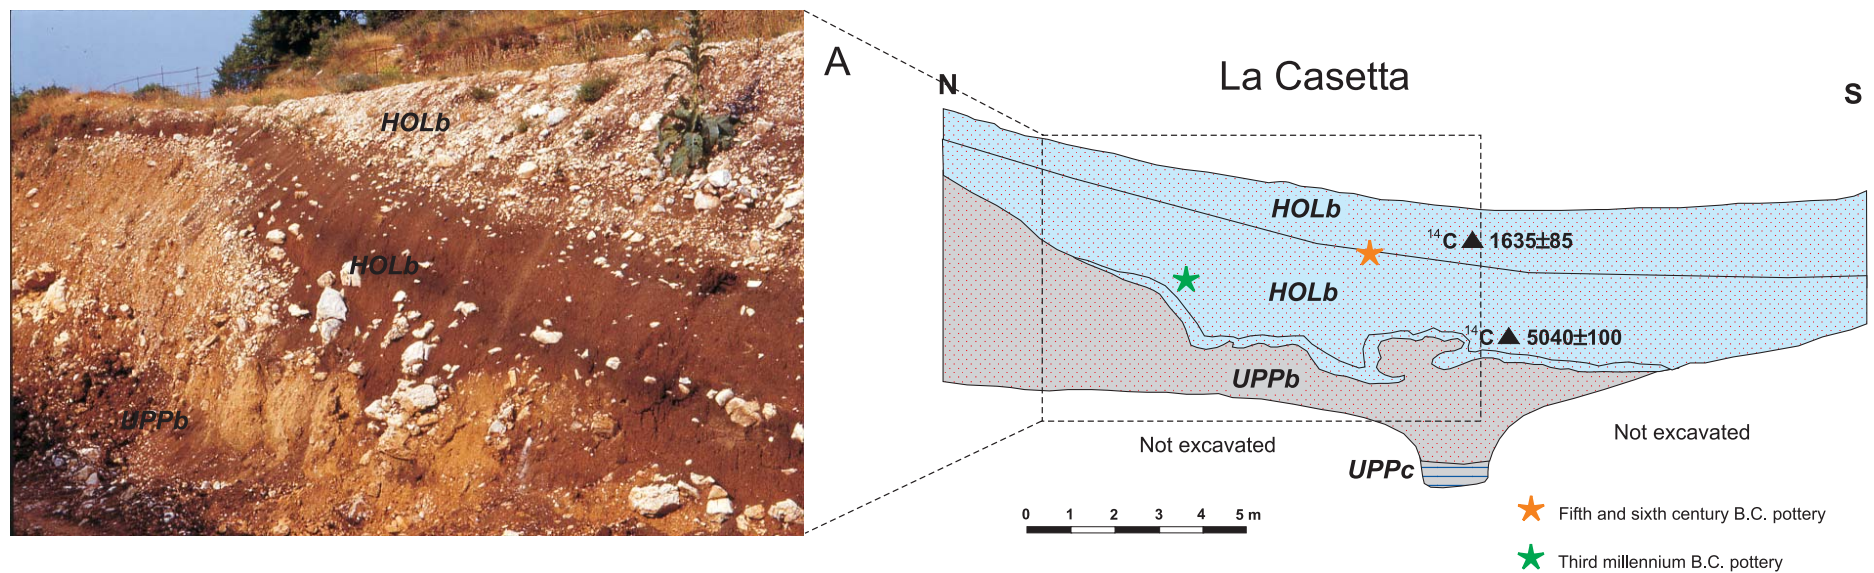 HOLb
HOLb
UPPb
A
N
La Casetta
S
HOLb
14C ▲ 1635±85
HOLb
14C ▲ 5040±100
UPPb
Not excavated
Not excavated
UPPc
0 1 2 3 4 5 m
Fifth and sixth century B.C. pottery
Third millennium B.C. pottery